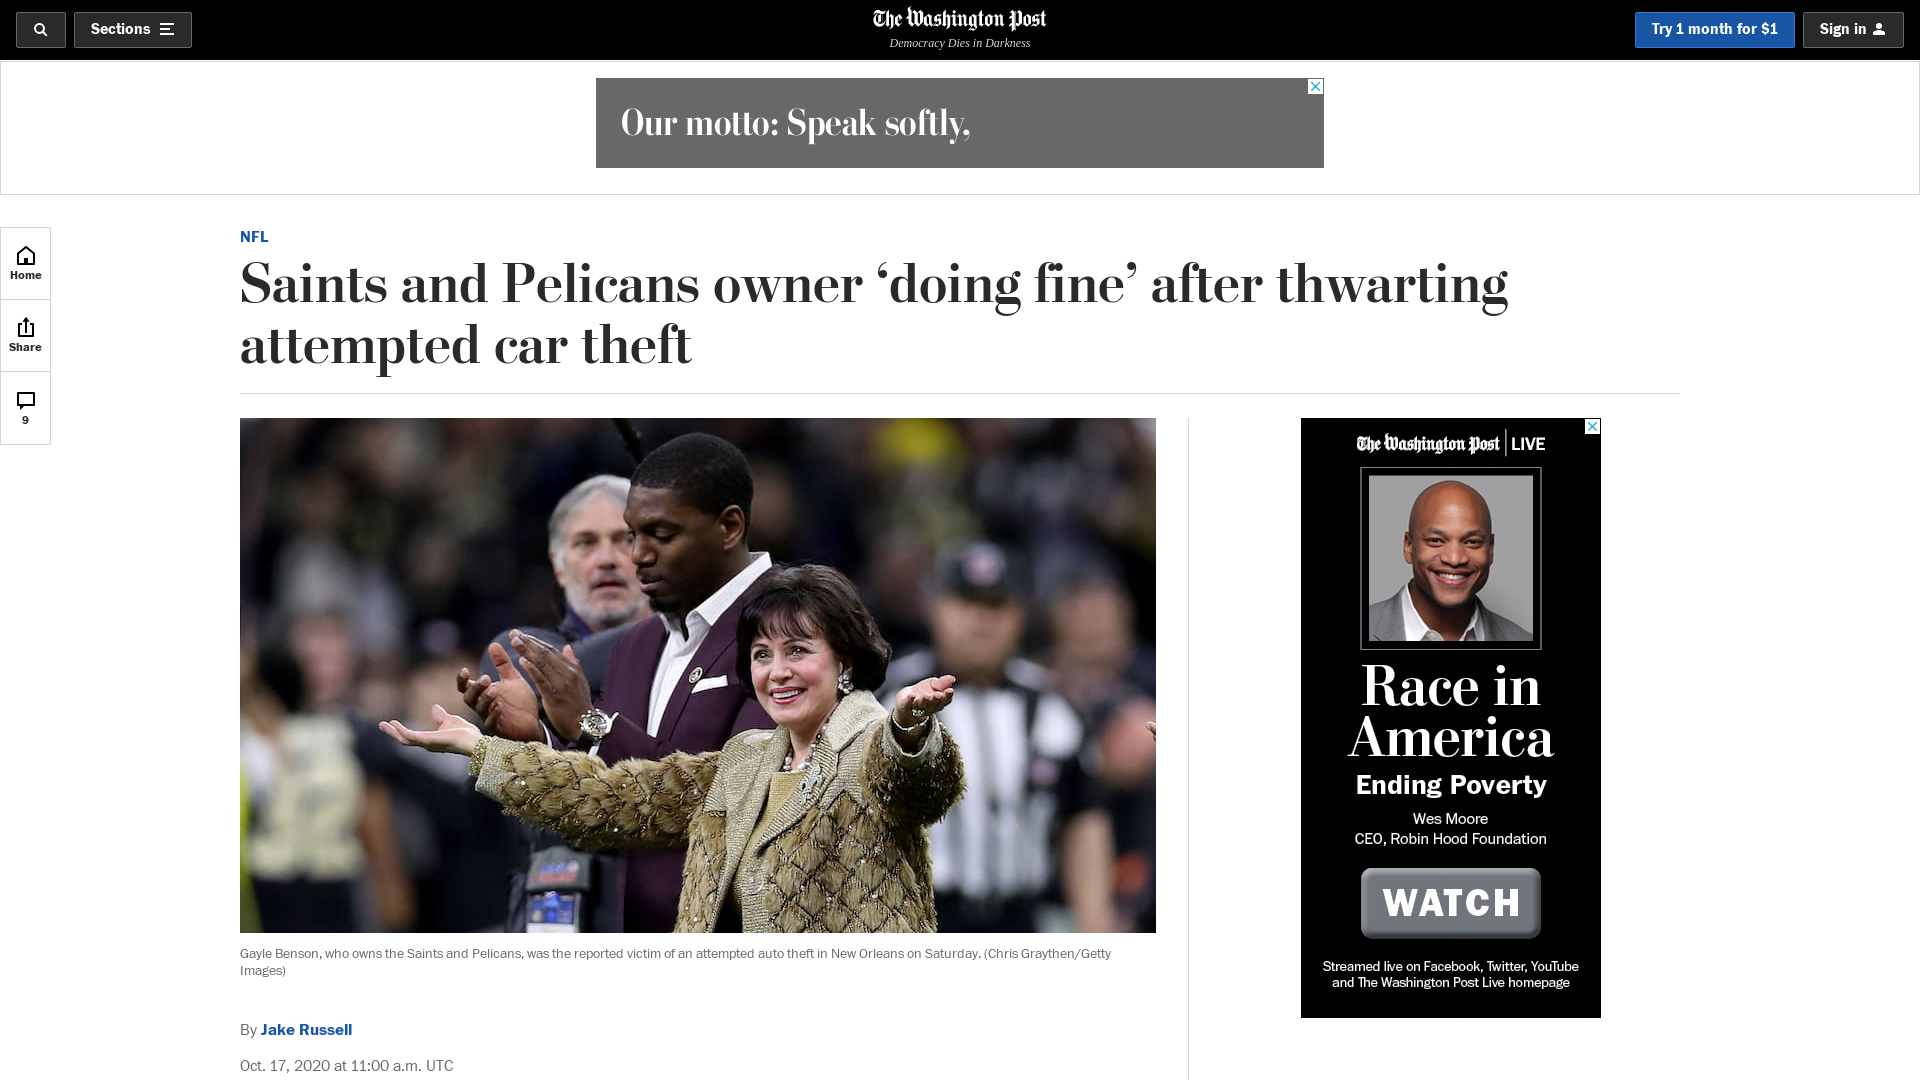 Sections
The Washington Post
Democracy Dies in Darkness
Try 1 month for $1
Sign in
Our motto: Speak softly,
Home
Share
9
NFL
Saints and Pelicans owner ‘doing fine’ after thwarting
attempted car theft
Gayle Benson, who owns the Saints and Pelicans, was the reported victim of an attempted auto theft in New Orleans on Saturday. (Chris Graythen/Getty
Images)
By Jake Russell
Oct. 17, 2020 at 11:00 a.m. UTC
The Washington Post LIVE
Race in
America
Ending Poverty
Wes Moore
CEO, Robin Hood Foundation
WATCH
Streamed live on Facebook, Twitter, YouTube
and The Washington Post Live homepage